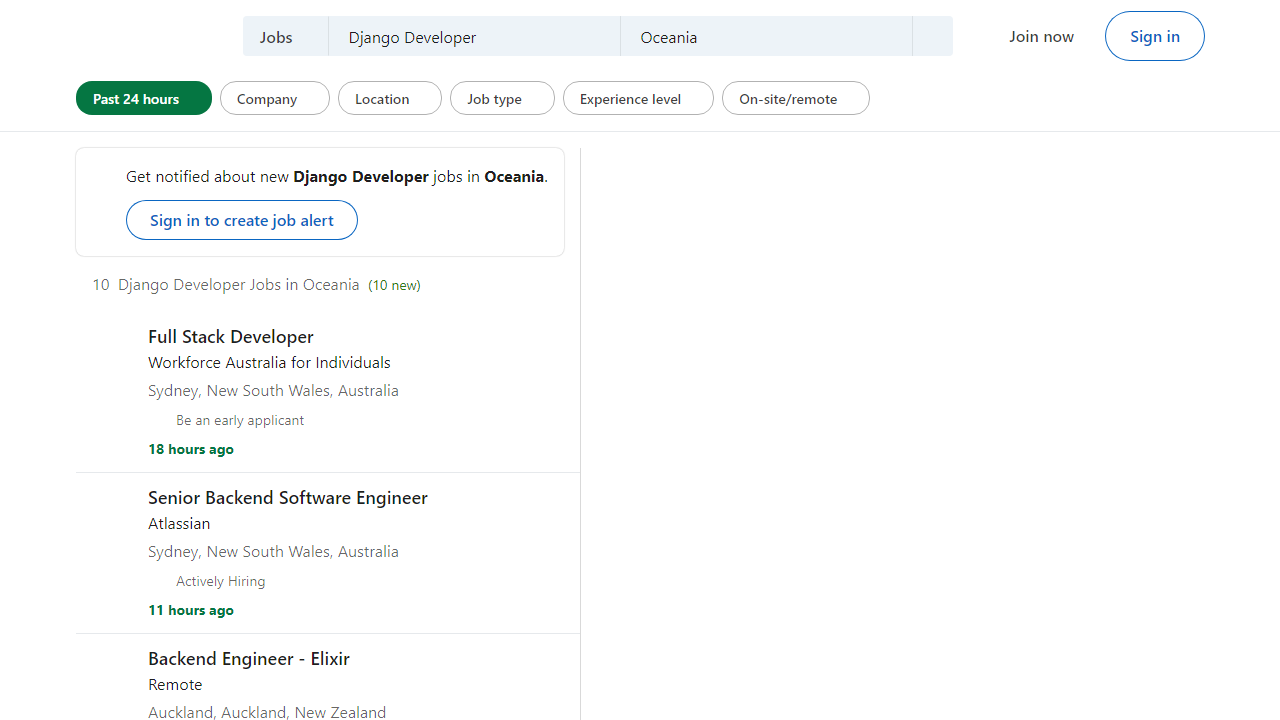 Jobs Django Developer Oceania Join now Sign in
Past 24 hours Company Location Job type Experience level On-site/remote
Get notified about new Django Developer jobs in Oceania.
Sign in to create job alert
10 Django Developer Jobs in Oceania (10 new)
Full Stack Developer
Workforce Australia for Individuals
Sydney, New South Wales, Australia
Be an early applicant
18 hours ago
Senior Backend Software Engineer
Atlassian
Sydney, New South Wales, Australia
Actively Hiring
11 hours ago
Backend Engineer - Elixir
Remote
Auckland, Auckland, New Zealand